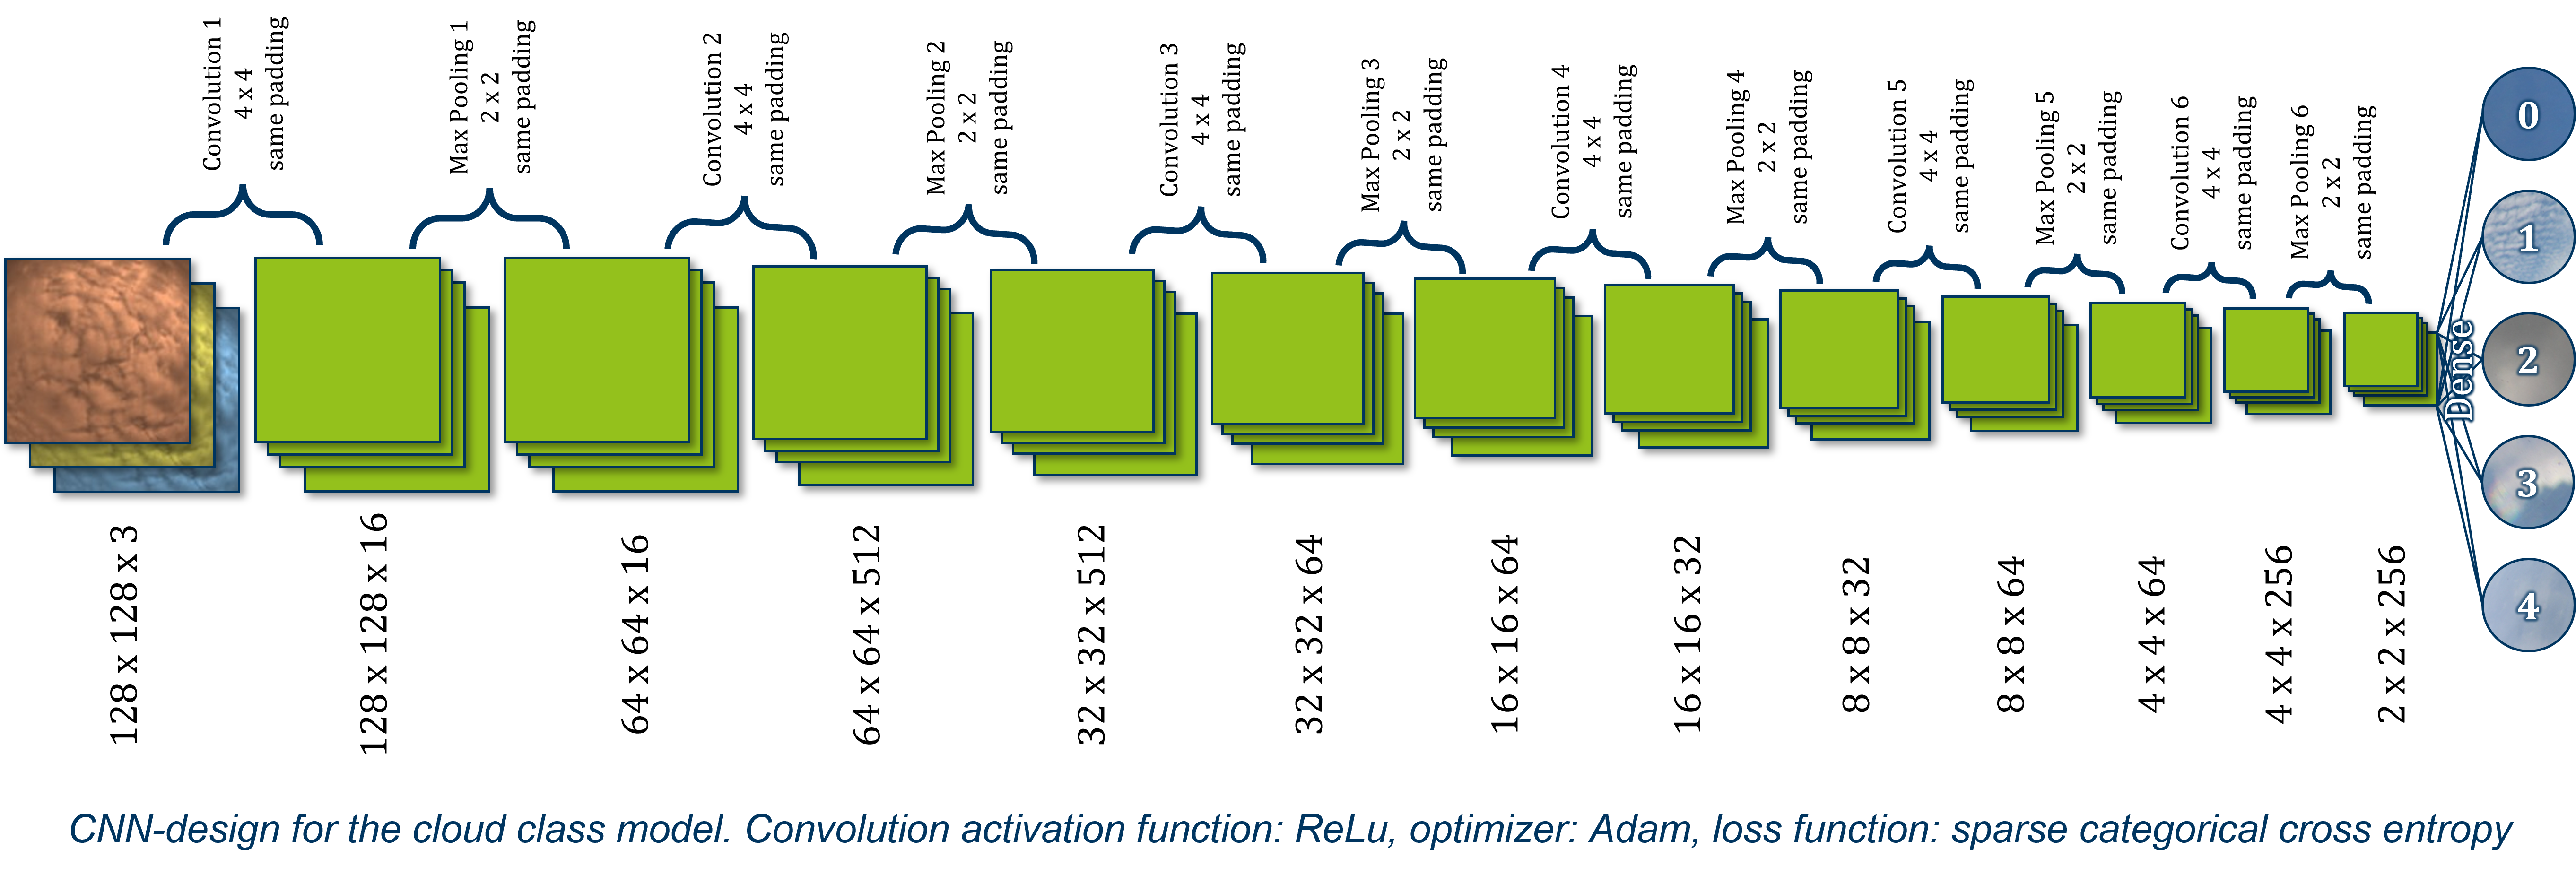 Convolution 1
4 x 4
same padding
Max Pooling 1
2 x 2
same padding
Convolution 2
4 x 4
same padding
Max Pooling 2
2 x 2
same padding
Convolution 3
4 x 4
same padding
Max Pooling 3
2 x 2
same padding
Convolution 4
4 x 4
same padding
Max Pooling 4
2 x 2
same padding
Convolution 5
4 x 4
same padding
Max Pooling 5
2 x 2
same padding
Convolution 6
4 x 4
same padding
Max Pooling 6
2 x 2
same padding
128 x 128 x 3
128 x 128 x 16
64 x 64 x 16
64 x 64 x 512
32 x 32 x 512
32 x 32 x 64
16 x 16 x 64
16 x 16 x 32
8 x 8 x 32
8 x 8 x 64
4 x 4 x 64
4 x 4 x 256
2 x 2 x 256
Dense
0
1
2
3
4
CNN-design for the cloud class model. Convolution activation function: ReLu, optimizer: Adam, loss function: sparse categorical cross entropy